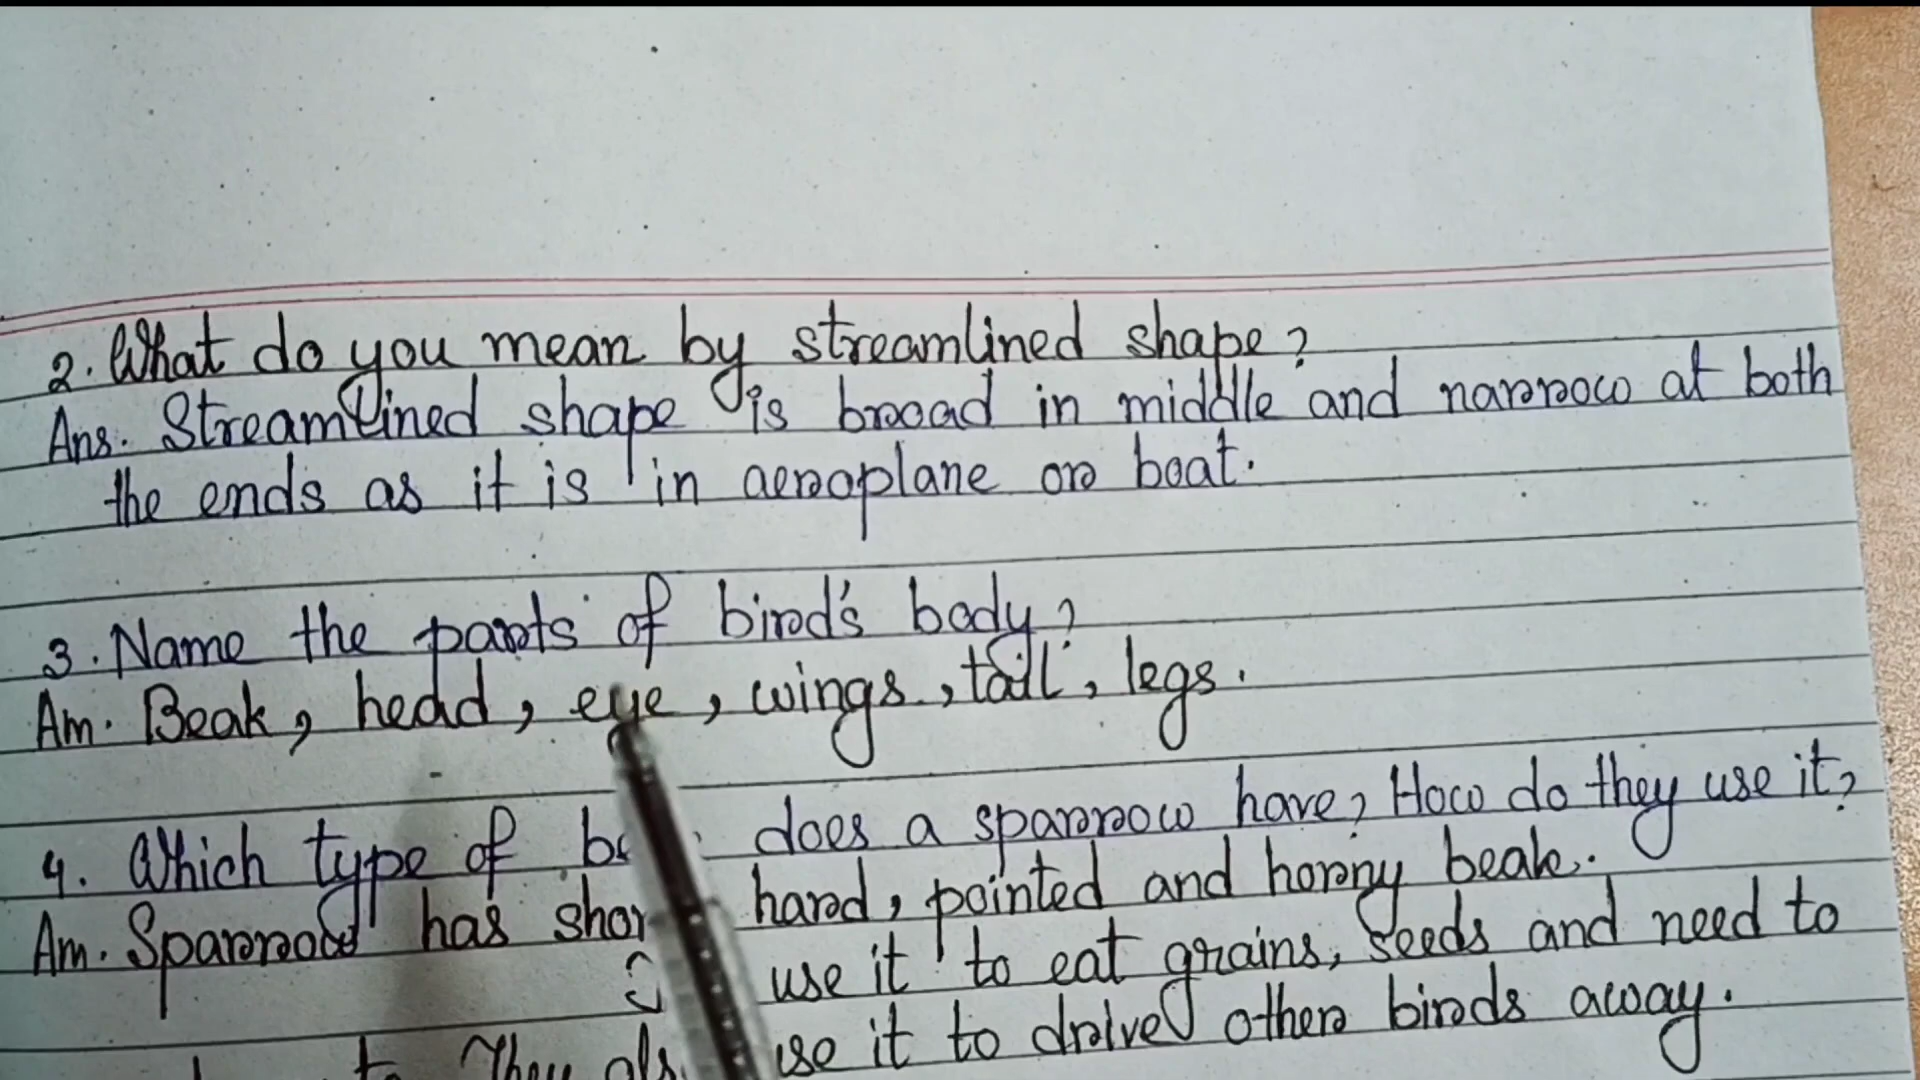 2. What do you mean by streamlined shape?
Ans. Streamlined shape is broad in middle and narrow at both
the ends as it is in aeroplane or boat.
3. Name the parts of bird's body?
Am. Beak, head, eye, wings, tail, legs.
4. Which type of does a sparrow have? How do they use it?
Am. Sparrow has hard, pointed and horny beak.
use it to eat grains, seeds and need to
They use it to drive other birds away.